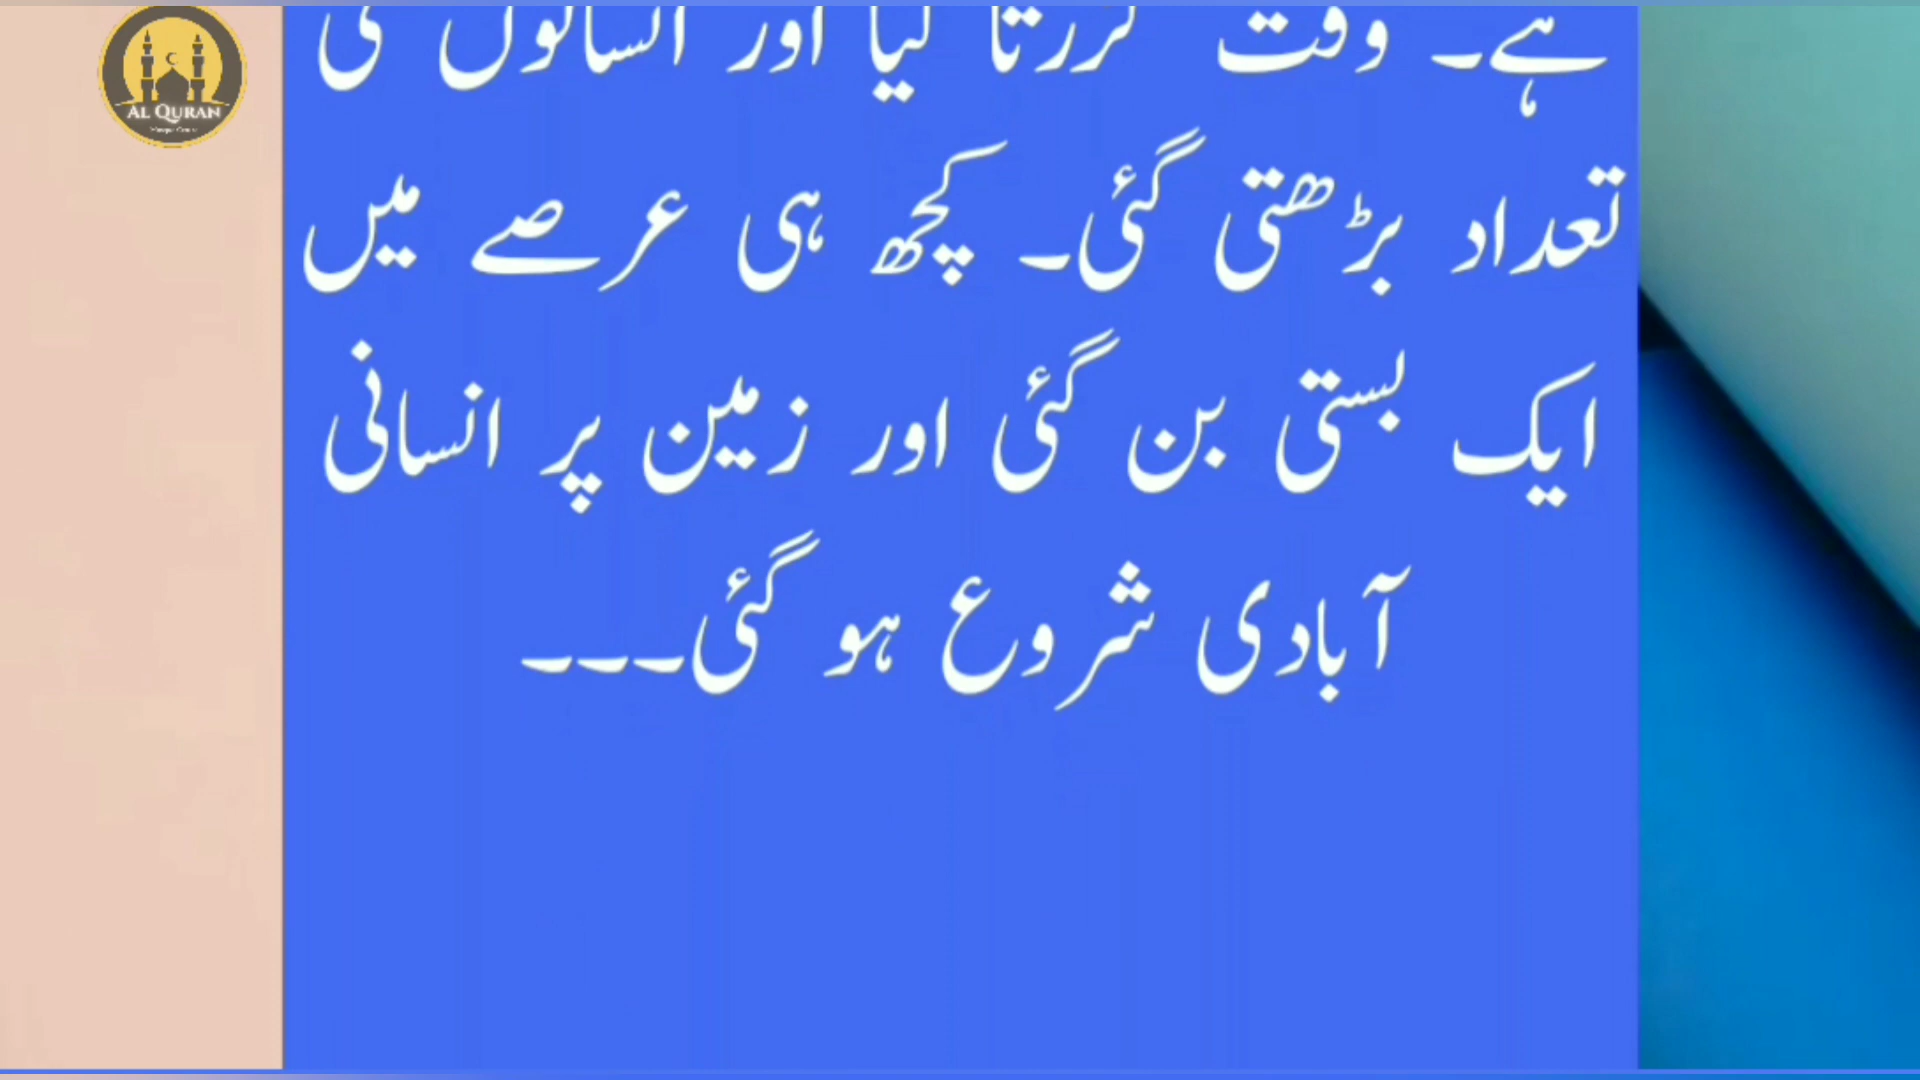 AL QURAN
ہے۔ وقت گزرتا گیا اور انسانوں کی
تعداد بڑھتی گئی۔ کچھ ہی عرصے میں
ایک بستی بن گئی اور زمین پر انسانی
آبادی شروع ہو گئی۔۔۔